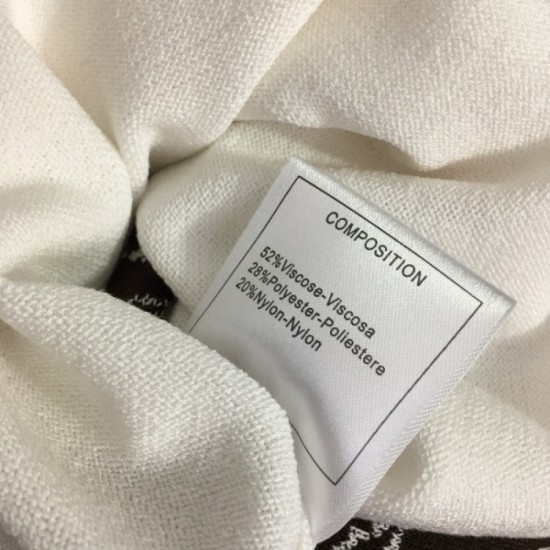 COMPOSITION
52%Viscose-Viscosa
28%Polyester-Poliestere
20%Nylon-Nylon